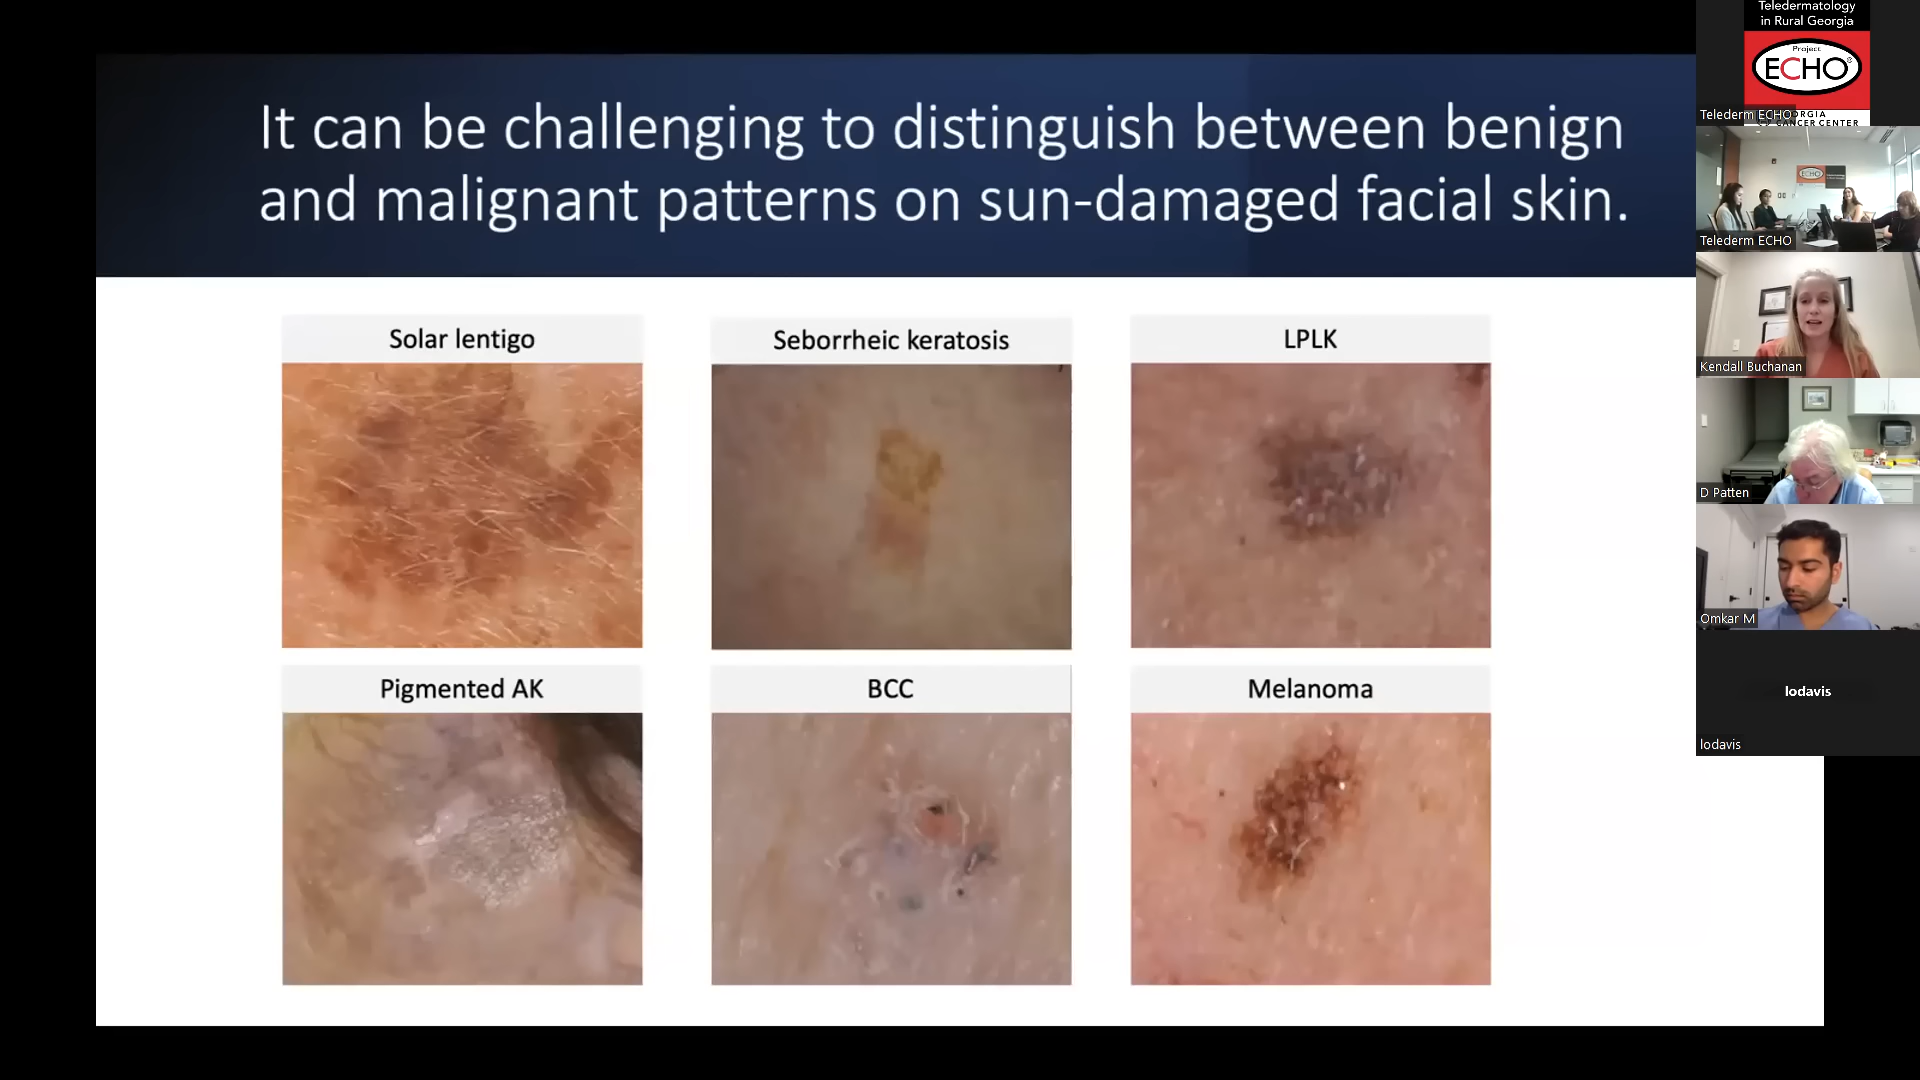 It can be challenging to distinguish between benign
and malignant patterns on sun-damaged facial skin.
Solar lentigo
Seborrheic keratosis
LPLK
Pigmented AK
BCC
Melanoma
Teledermatology
in Rural Georgia
Project
ECHO®
Telederm ECHO
ECHO
Telederm ECHO
Kendall Buchanan
D Patten
Omkar M
lodavis
lodavis